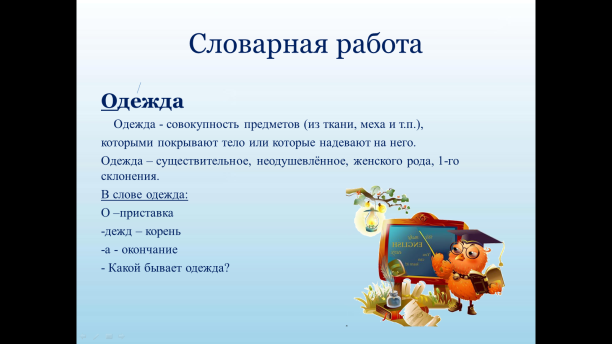 Словарная работа
Одежда
Одежда - совокупность предметов (из ткани, меха и т.п.),
которыми покрывают тело или которые надевают на него.
Одежда – существительное, неодушевлённое, женского рода, 1-го
склонения.
В слове одежда:
О –приставка
-дежд – корень
-а - окончание
- Какой бывает одежда?
ENGLISH